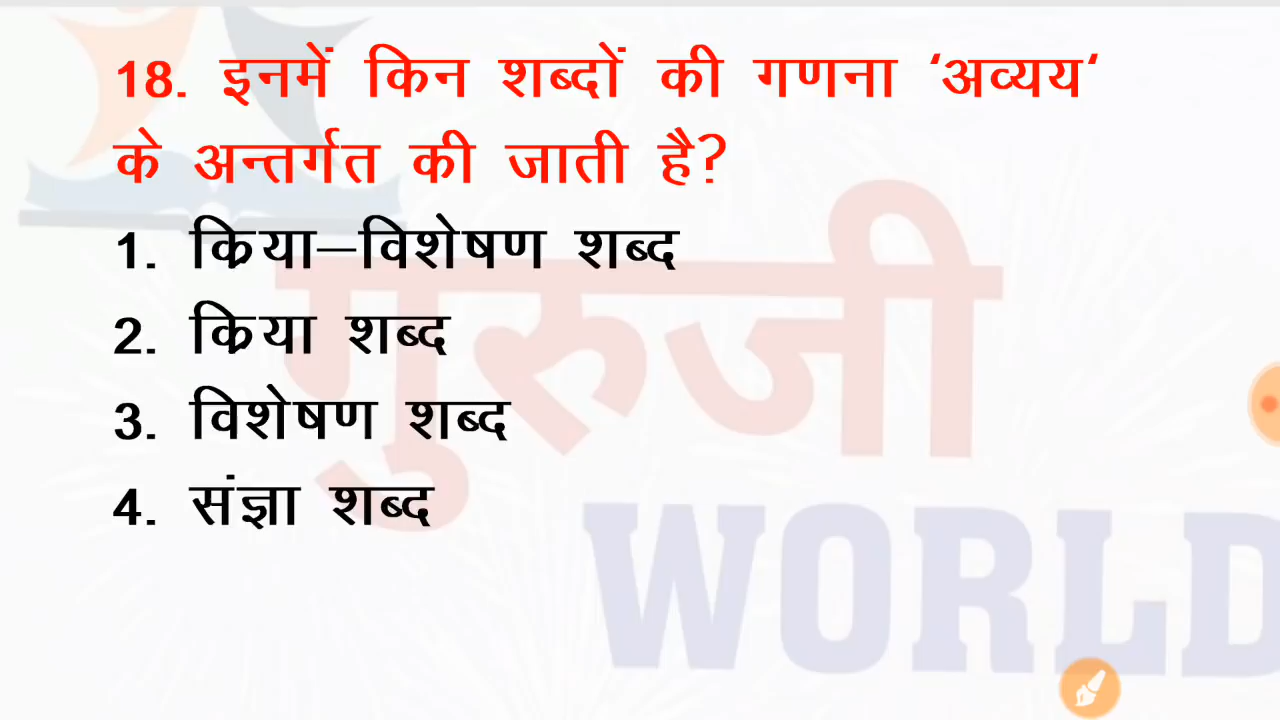 18. इनमें किन शब्दों की गणना ‘अव्यय‘
के अन्तर्गत की जाती है?
1. क्रिया–विशेषण शब्द
2. क्रिया शब्द
3. विशेषण शब्द
4. संज्ञा शब्द
गुरुजी
WORLD